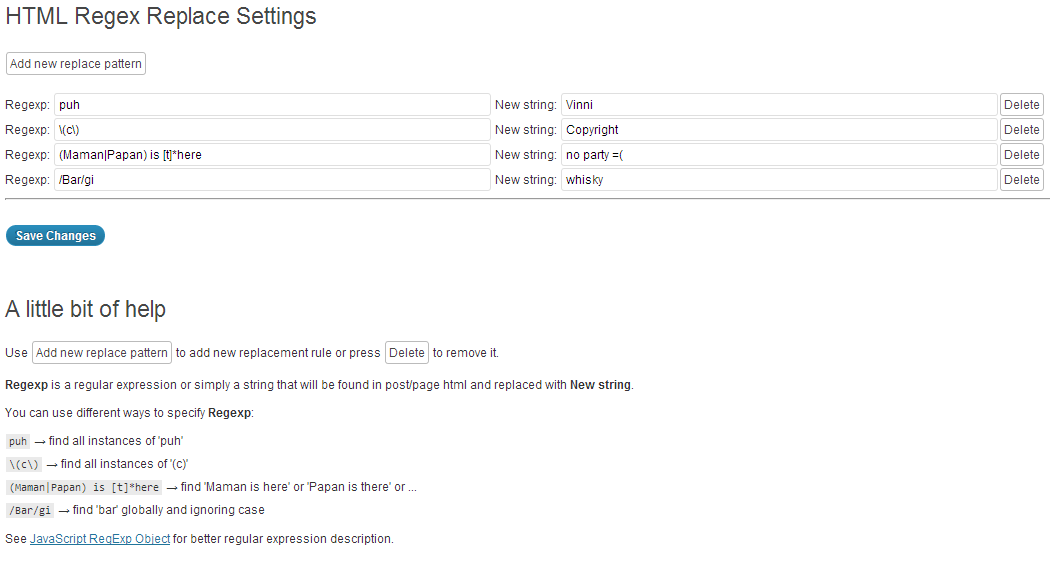 HTML Regex Replace Settings
Add new replace pattern
Regexp: puh New string: Vinni Delete
Regexp: \(c\) New string: Copyright Delete
Regexp: (Maman|Papan) is [t]*here New string: no party =( Delete
Regexp: /Bar/gi New string: whisky Delete
Save Changes
A little bit of help
Use Add new replace pattern to add new replacement rule or press Delete to remove it.
Regexp is a regular expression or simply a string that will be found in post/page html and replaced with New string.
You can use different ways to specify Regexp:
puh → find all instances of 'puh'
\(c\) → find all instances of '(c)'
(Maman|Papan) is [t]*here → find 'Maman is here' or 'Papan is there' or ...
/Bar/gi → find 'bar' globally and ignoring case
See JavaScript RegExp Object for better regular expression description.